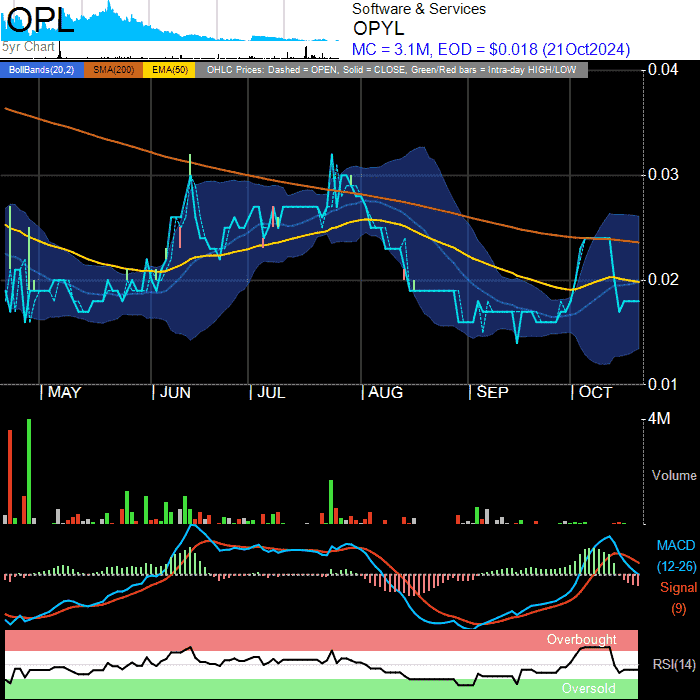 OPL
5yr Chart
Software & Services
OPYL
MC = 3.1M, EOD = $0.018 (21Oct2024)
BollBands(20,2) SMA(200) EMA(50) OHLC Prices: Dashed = OPEN, Solid = CLOSE, Green/Red bars = Intra-day HIGH/LOW
0.04
0.03
0.02
0.01
MAY JUN JUL AUG SEP OCT
4M
Volume
MACD
(12-26)
Signal
(9)
Overbought
RSI(14)
Oversold